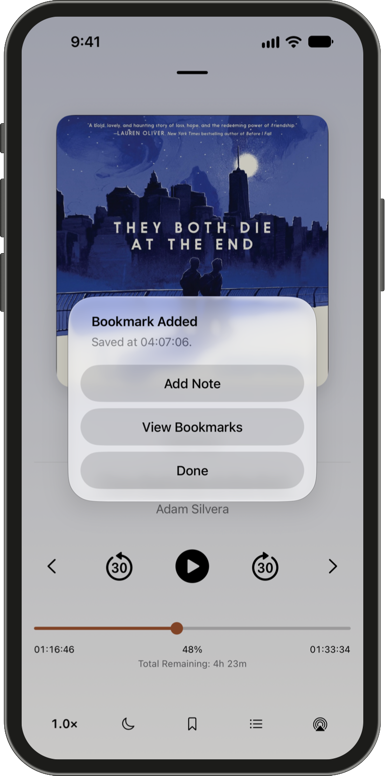 9:41
"A bold, lovely, and haunting story of love, hope, and the redeeming power of friendship."
—LAUREN OLIVER, New York Times bestselling author of Before I Fall
THEY BOTH DIE
AT THE END
Bookmark Added
Saved at 04:07:06.
Add Note
View Bookmarks
Done
Adam Silvera
30
30
01:16:46
48%
01:33:34
Total Remaining: 4h 23m
1.0×